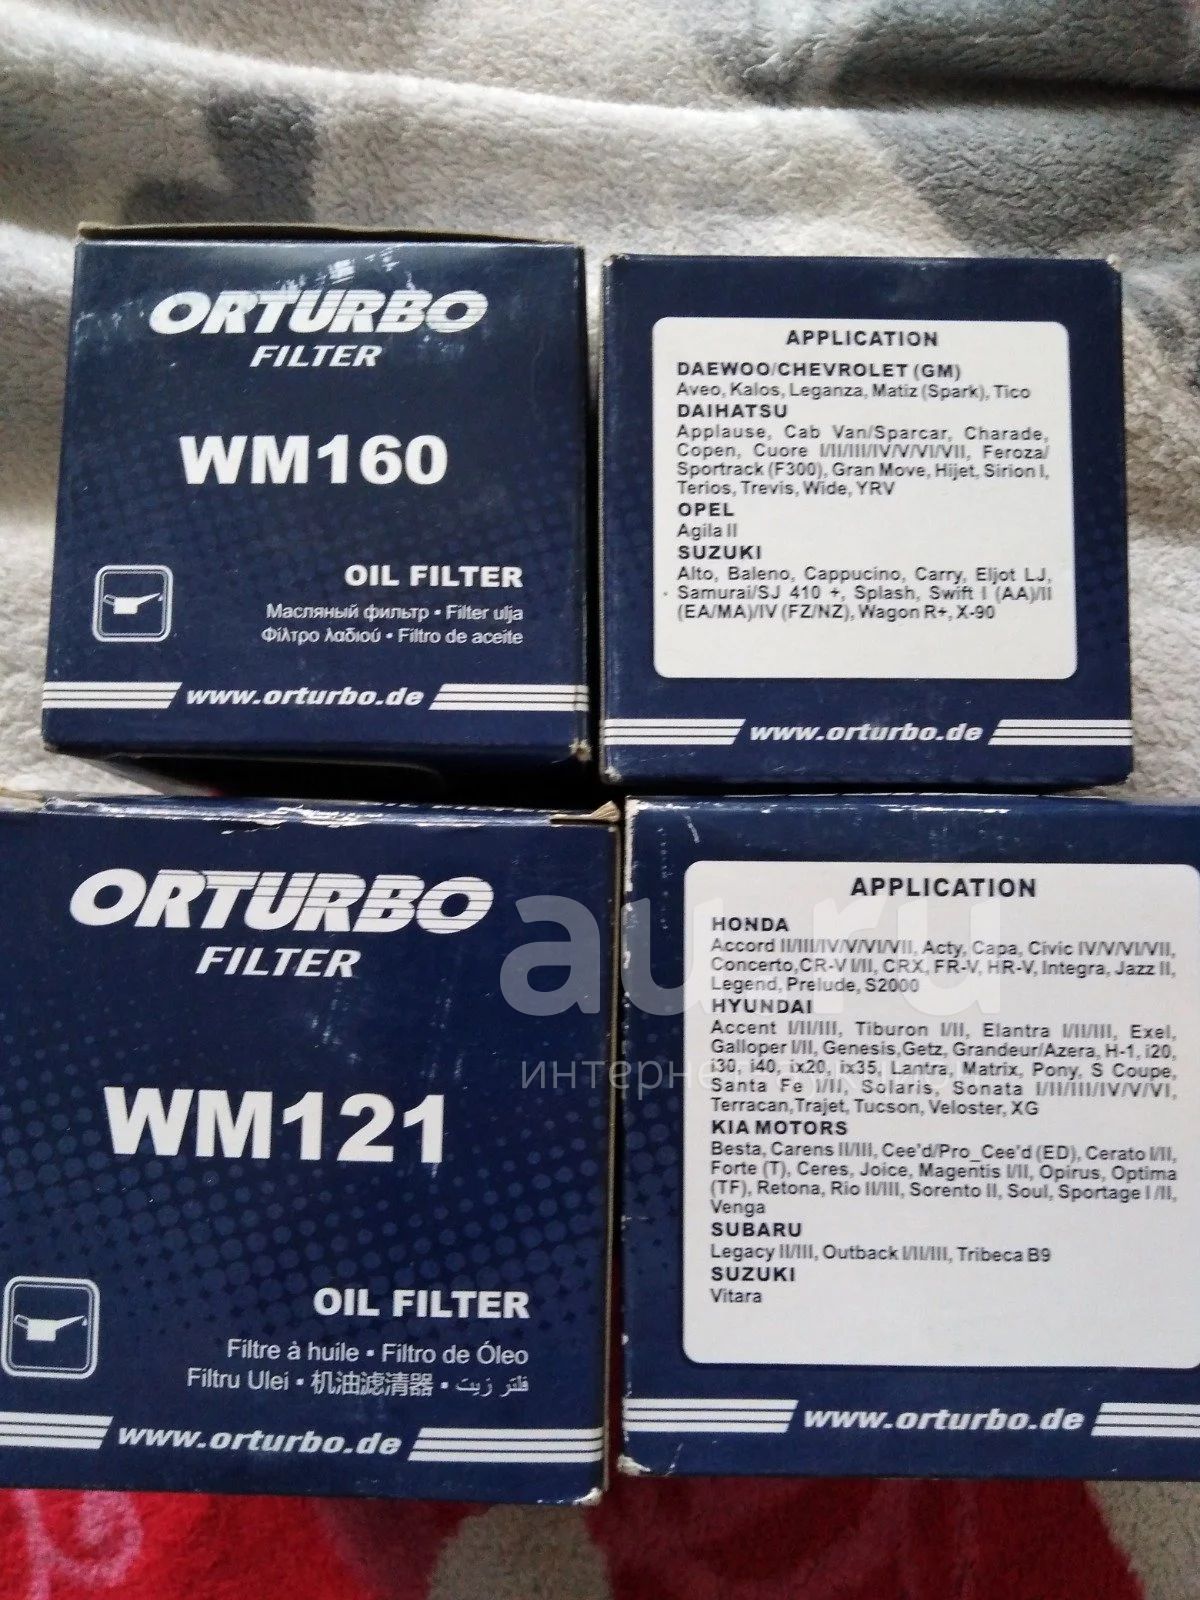 ORTURBO
FILTER
WM160
OIL FILTER
Масляный фильтр • Filter ulja
Φίλτρο λαδιού • Filtro de aceite
www.orturbo.de
APPLICATION
DAEWOO/CHEVROLET (GM)
Aveo, Kalos, Leganza, Matiz (Spark), Tico
DAIHATSU
Applause, Cab Van/Sparcar, Charade,
Copen, Cuore I/II/III/IV/V/VI/VII, Feroza/
Sportrack (F300), Gran Move, Hijet, Sirion I,
Terios, Trevis, Wide, YRV
OPEL
Agila II
SUZUKI
Alto, Baleno, Cappucino, Carry, Eljot LJ,
Samurai/SJ 410 +, Splash, Swift I (AA)/II
(EA/MA)/IV (FZ/NZ), Wagon R+, X-90
www.orturbo.de
ORTURBO
FILTER
WM121
OIL FILTER
Filtre à huile • Filtro de Óleo
Filtru Ulei • 机油滤清器 • فلتر زيت
www.orturbo.de
APPLICATION
HONDA
Accord II/III/IV/V/VI/VII, Acty, Capa, Civic IV/V/VI/VII,
Concerto,CR-V I/II, CRX, FR-V, HR-V, Integra, Jazz II,
Legend, Prelude, S2000
HYUNDAI
Accent I/II/III, Tiburon I/II, Elantra I/II/III, Exel,
Galloper I/II, Genesis,Getz, Grandeur/Azera, H-1, i20,
i30, i40, ix20, ix35, Lantra, Matrix, Pony, S Coupe,
Santa Fe I/II, Solaris, Sonata I/II/III/IV/V/VI,
Terracan,Trajet, Tucson, Veloster, XG
KIA MOTORS
Besta, Carens II/III, Cee'd/Pro_Cee'd (ED), Cerato I/II,
Forte (T), Ceres, Joice, Magentis I/II, Opirus, Optima
(TF), Retona, Rio II/III, Sorento II, Soul, Sportage I /II,
Venga
SUBARU
Legacy II/III, Outback I/II/III, Tribeca B9
SUZUKI
Vitara
www.orturbo.de
au.ru